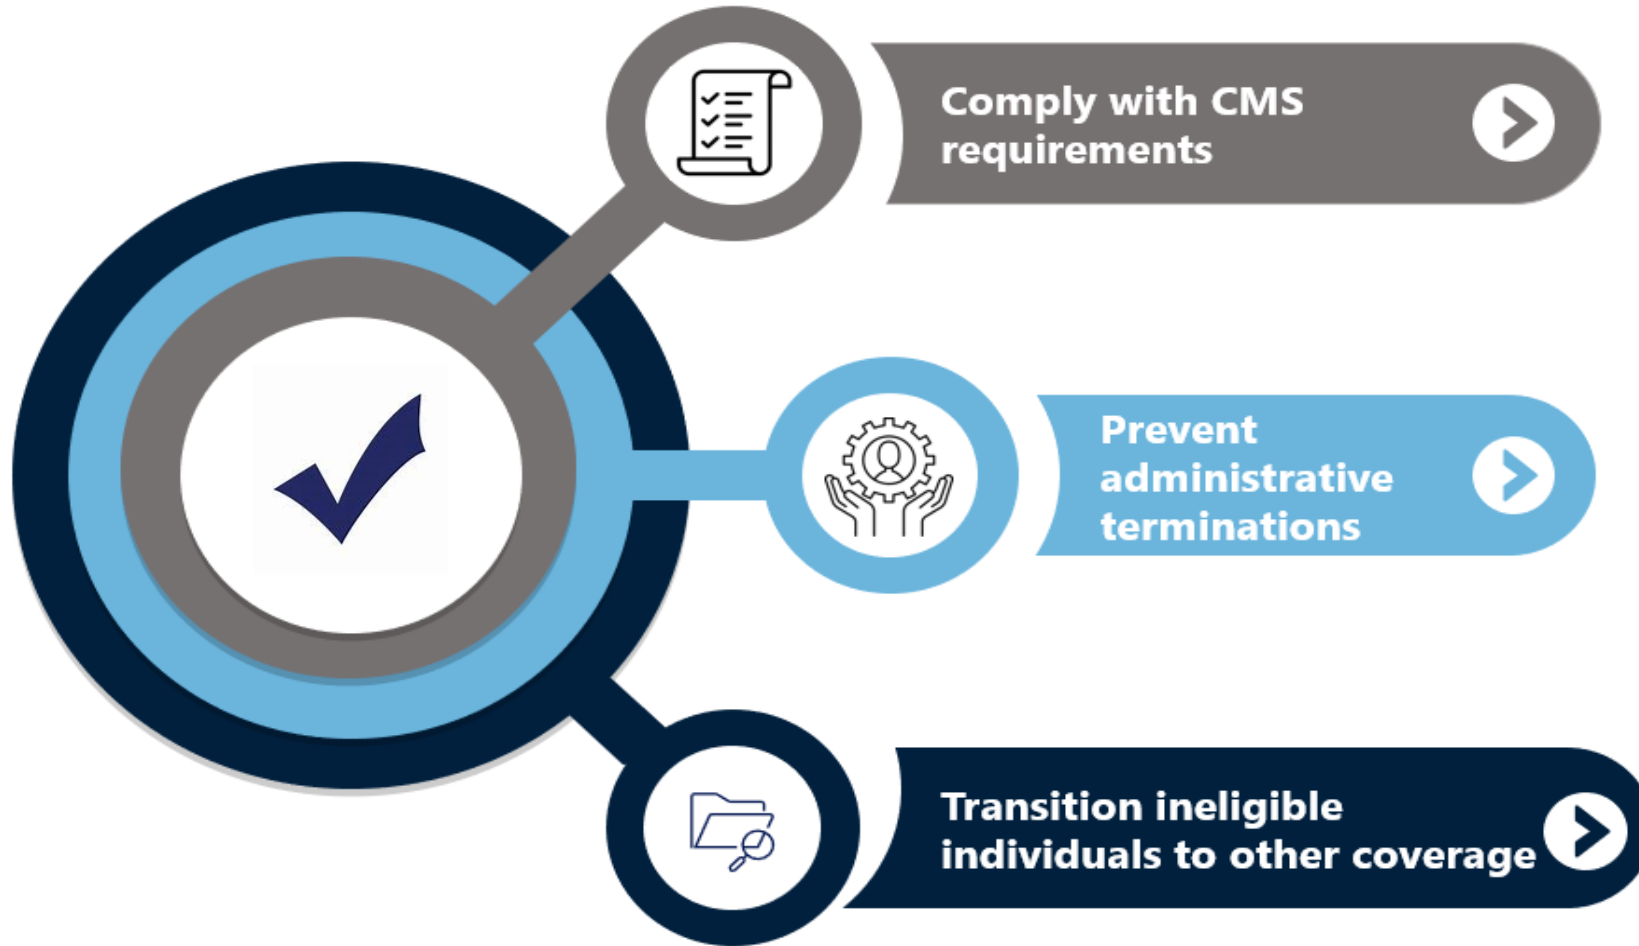 Comply with CMS
requirements
Prevent
administrative
terminations
Transition ineligible
individuals to other coverage